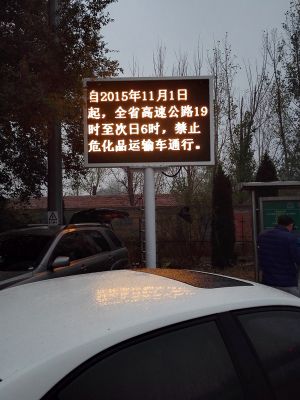 自2015年11月1日
起，全省高速公路19
时至次日6时，禁止
危化品运输车通行。